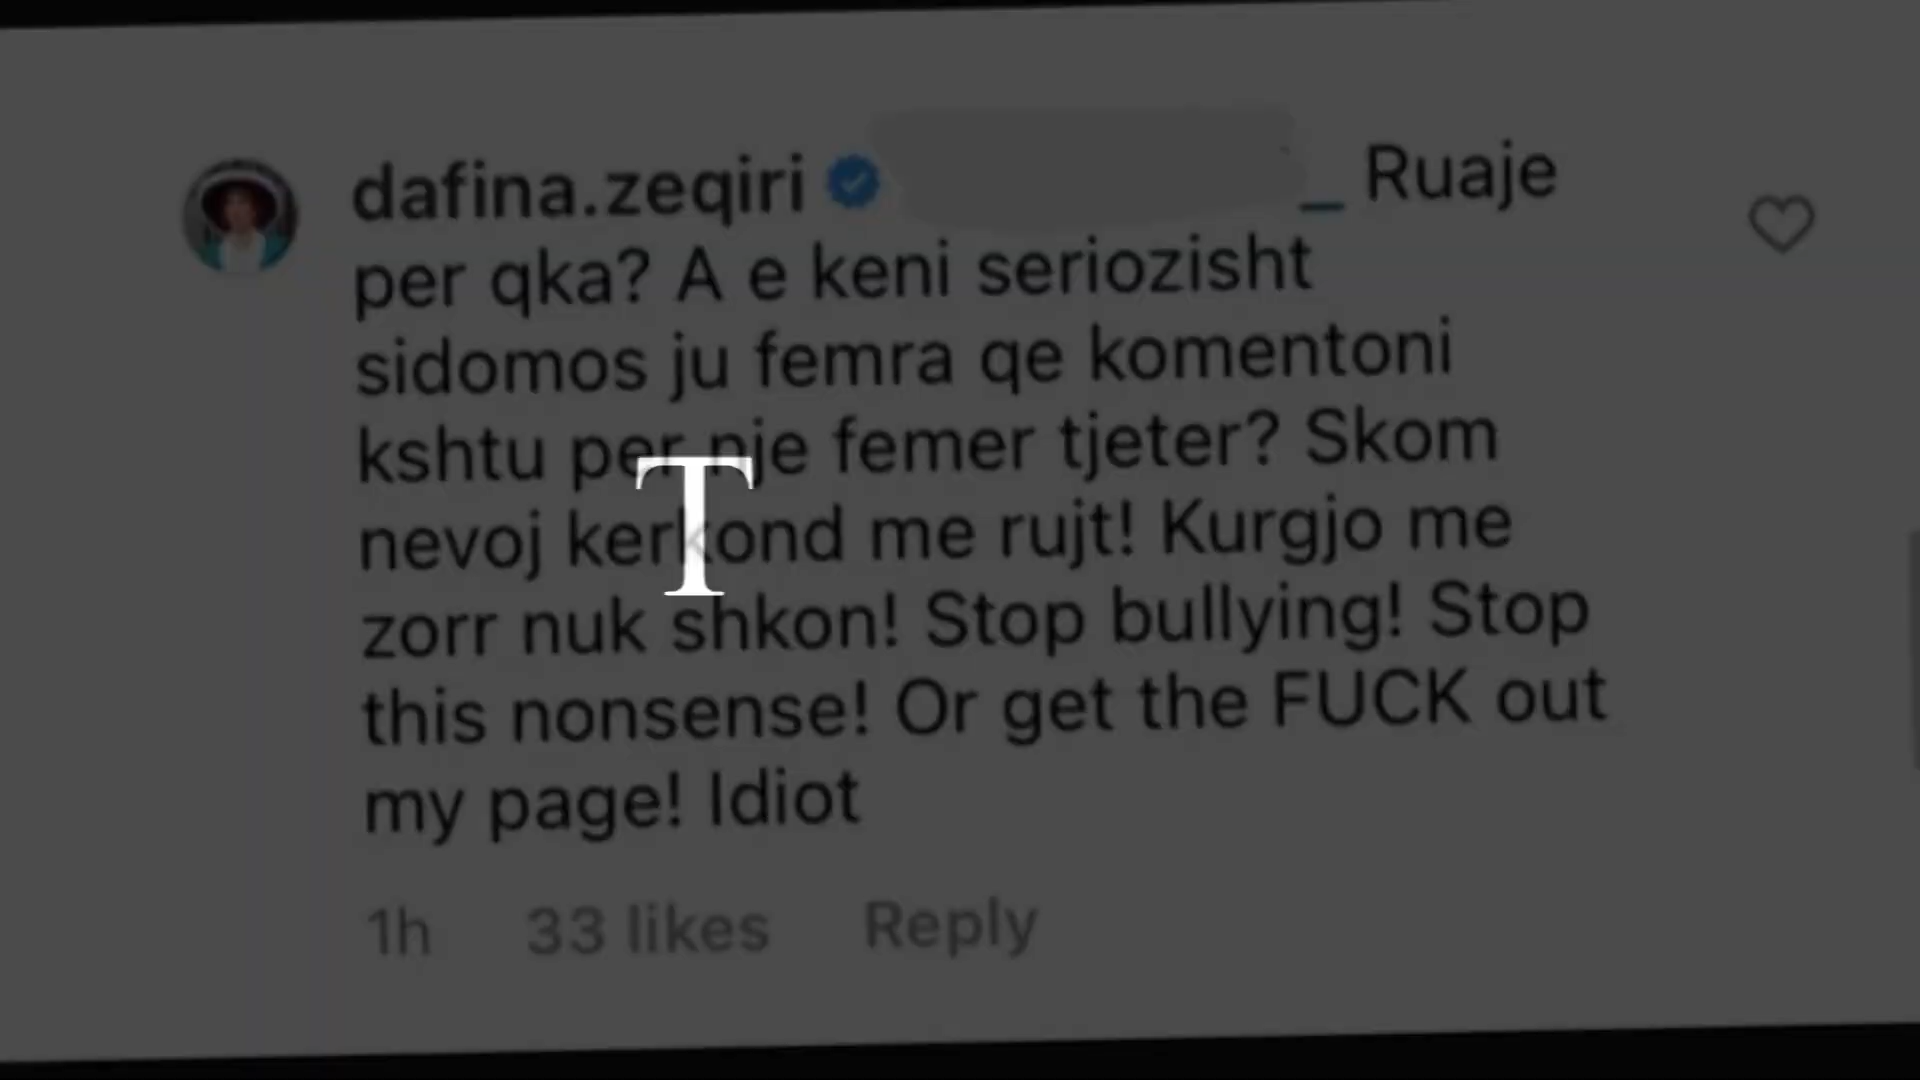 dafina.zeqiri _ Ruaje
per qka? A e keni seriozisht
sidomos ju femra qe komentoni
kshtu per nje femer tjeter? Skom
nevoj kerkond me rujt! Kurgjo me
zorr nuk shkon! Stop bullying! Stop
this nonsense! Or get the FUCK out
my page! Idiot
1h 33 likes Reply
T